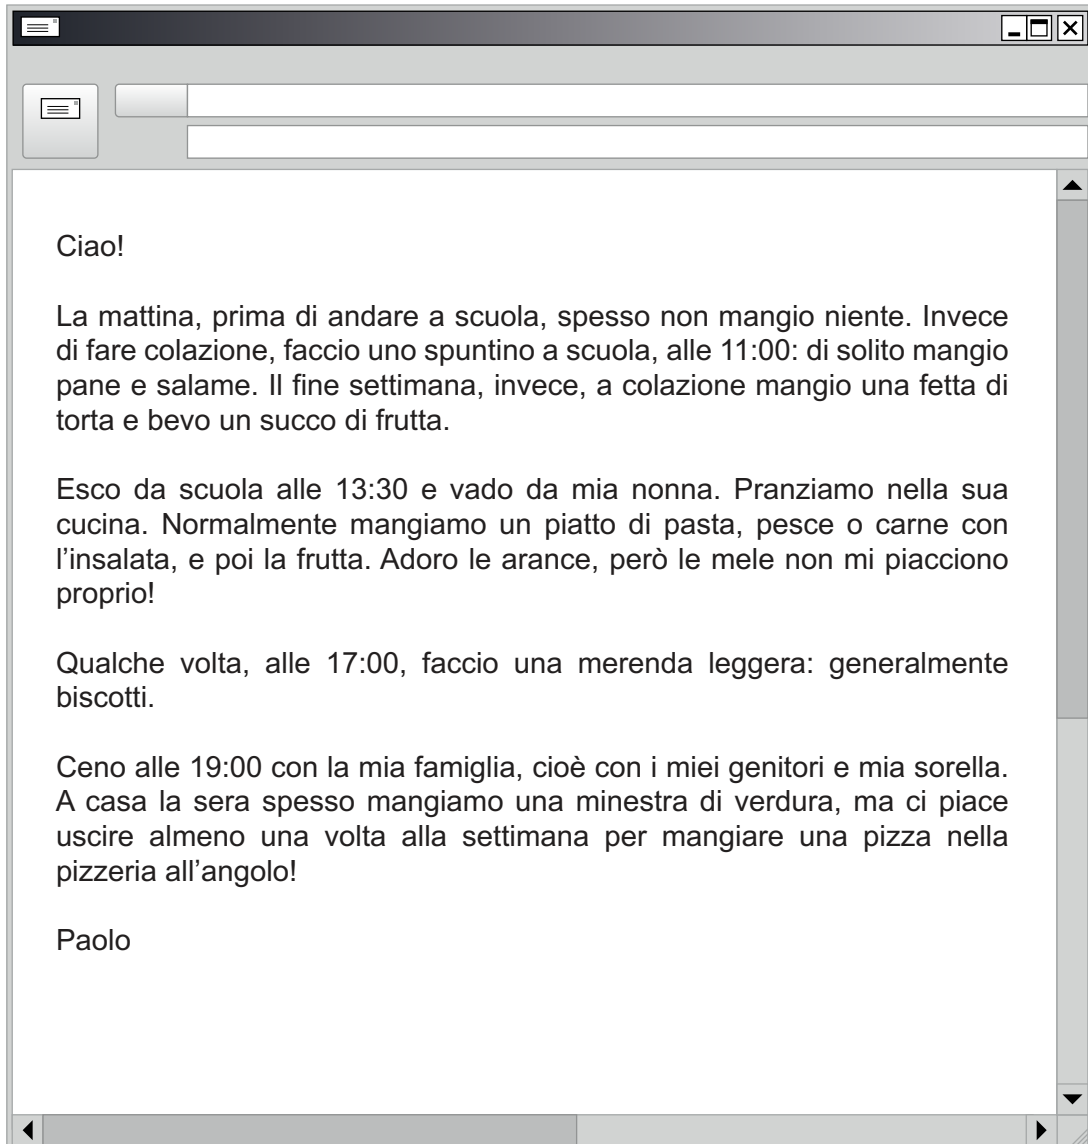 Ciao!
La mattina, prima di andare a scuola, spesso non mangio niente. Invece
di fare colazione, faccio uno spuntino a scuola, alle 11:00: di solito mangio
pane e salame. Il fine settimana, invece, a colazione mangio una fetta di
torta e bevo un succo di frutta.
Esco da scuola alle 13:30 e vado da mia nonna. Pranziamo nella sua
cucina. Normalmente mangiamo un piatto di pasta, pesce o carne con
l’insalata, e poi la frutta. Adoro le arance, però le mele non mi piacciono
proprio!
Qualche volta, alle 17:00, faccio una merenda leggera: generalmente
biscotti.
Ceno alle 19:00 con la mia famiglia, cioè con i miei genitori e mia sorella.
A casa la sera spesso mangiamo una minestra di verdura, ma ci piace
uscire almeno una volta alla settimana per mangiare una pizza nella
pizzeria all’angolo!
Paolo